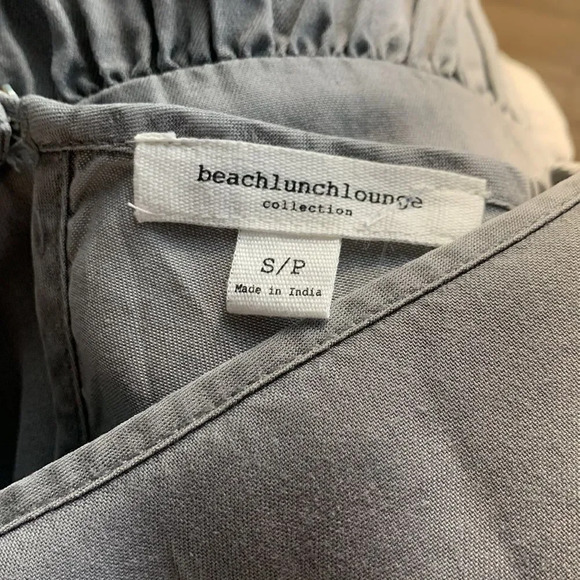 beachlunchlounge
collection
S/P
Made in India